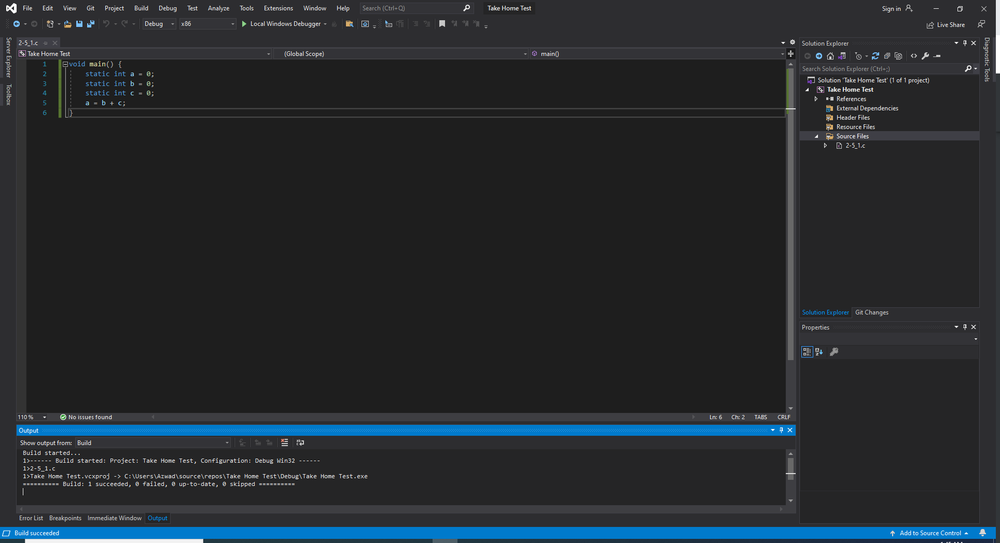 File Edit View Git Project Build Debug Test Analyze Tools Extensions Window Help Search (Ctrl+Q) Take Home Test Sign in
Debug x86 Local Windows Debugger Live Share
Server Explorer
Toolbox
2-5_1.c
Take Home Test (Global Scope) main()
1 void main() {
2 static int a = 0;
3 static int b = 0;
4 static int c = 0;
5 a = b + c;
6 }
110 % No issues found Ln: 6 Ch: 2 TABS CRLF
Output
Show output from: Build
Build started...
1>------ Build started: Project: Take Home Test, Configuration: Debug Win32 ------
1>2-5_1.c
1>Take Home Test.vcxproj -> C:\Users\Azwad\source\repos\Take Home Test\Debug\Take Home Test.exe
========== Build: 1 succeeded, 0 failed, 0 up-to-date, 0 skipped ==========
Error List Breakpoints Immediate Window Output
Solution Explorer
Search Solution Explorer (Ctrl+;)
Solution 'Take Home Test' (1 of 1 project)
Take Home Test
References
External Dependencies
Header Files
Resource Files
Source Files
2-5_1.c
Solution Explorer Git Changes
Properties
Diagnostic Tools
Build succeeded Add to Source Control